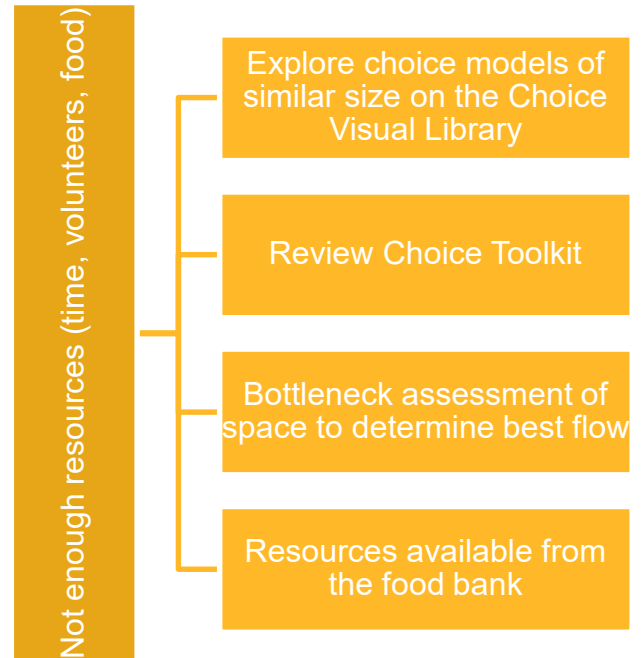 Not enough resources (time, volunteers, food)
Explore choice models of
similar size on the Choice
Visual Library
Review Choice Toolkit
Bottleneck assessment of
space to determine best flow
Resources available from
the food bank